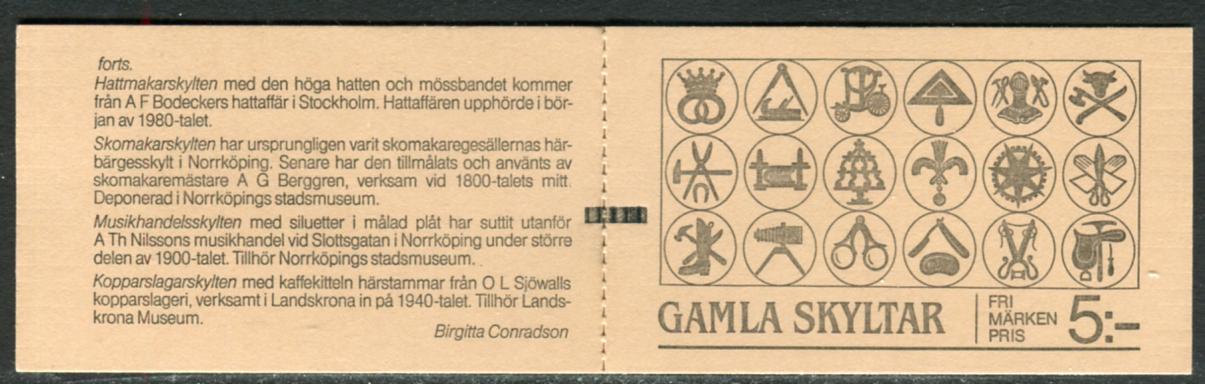 forts.
Hattmakarskylten med den höga hatten och mössbandet kommer
från A F Bodeckers hattaffär i Stockholm. Hattaffären upphörde i bör-
jan av 1980-talet.
Skomakarskylten har ursprungligen varit skomakaregesällernas här-
bärgesskylt i Norrköping. Senare har den tillmålats och använts av
skomakaremästare A G Berggren, verksam vid 1800-talets mitt.
Deponerad i Norrköpings stadsmuseum.
Musikhandelsskylten med siluetter i målad plåt har suttit utanför
A Th Nilssons musikhandel vid Slottsgatan i Norrköping under större
delen av 1900-talet. Tillhör Norrköpings stadsmuseum.
Kopparslagarskylten med kaffekitteln härstammar från O L Sjöwalls
kopparslageri, verksamt i Landskrona in på 1940-talet. Tillhör Lands-
krona Museum.
Birgitta Conradson
GAMLA SKYLTAR
FRI
MÄRKEN
PRIS
5:-